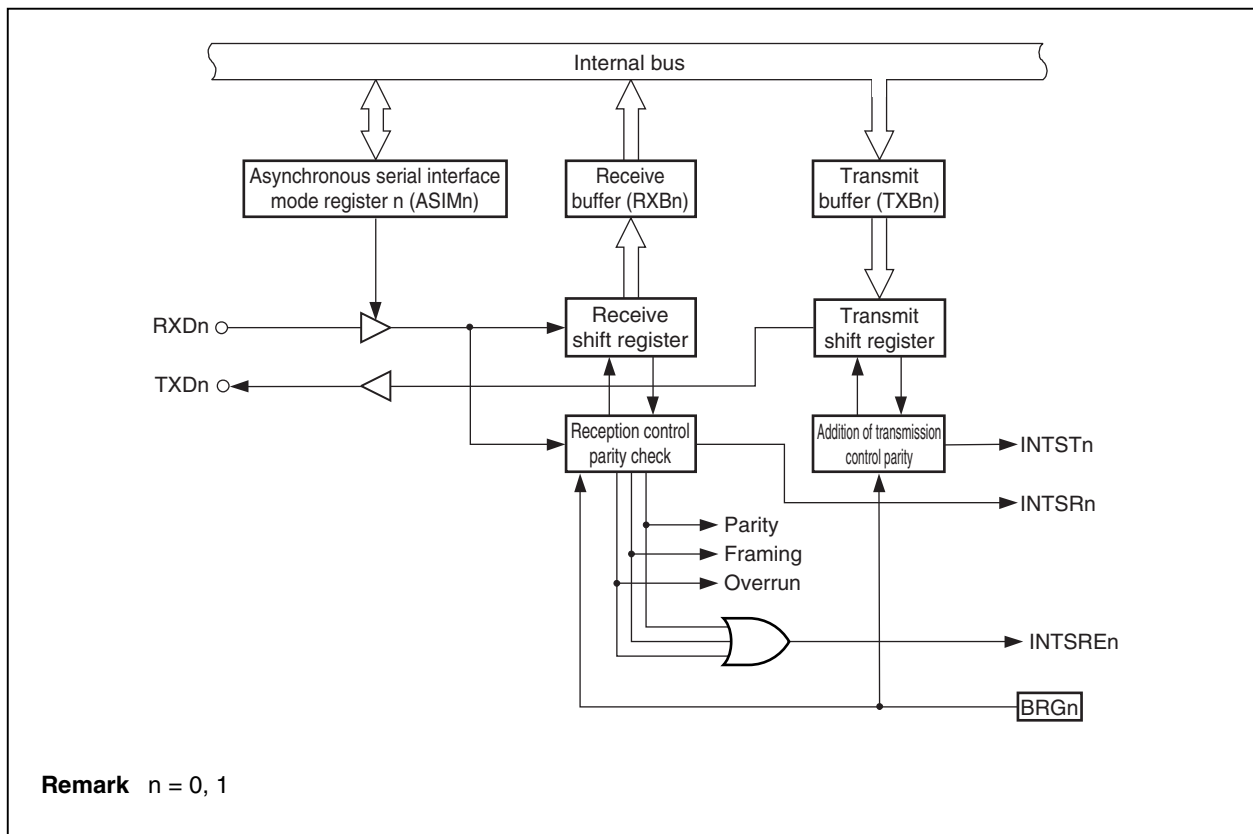 Internal bus
Asynchronous serial interface
mode register n (ASIMn)
Receive
buffer (RXBn)
Transmit
buffer (TXBn)
RXDn
Receive
shift register
Transmit
shift register
TXDn
Reception control
parity check
Addition of transmission
control parity
INTSTn
INTSRn
Parity
Framing
Overrun
INTSREn
BRGn
Remark n = 0, 1